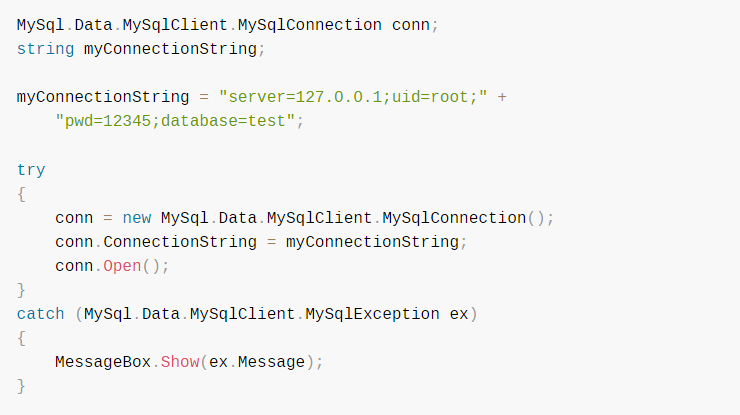 MySql.Data.MySqlClient.MySqlConnection conn;
string myConnectionString;

myConnectionString = "server=127.0.0.1;uid=root;" +
    "pwd=12345;database=test";

try
{
    conn = new MySql.Data.MySqlClient.MySqlConnection();
    conn.ConnectionString = myConnectionString;
    conn.Open();
}
catch (MySql.Data.MySqlClient.MySqlException ex)
{
    MessageBox.Show(ex.Message);
}